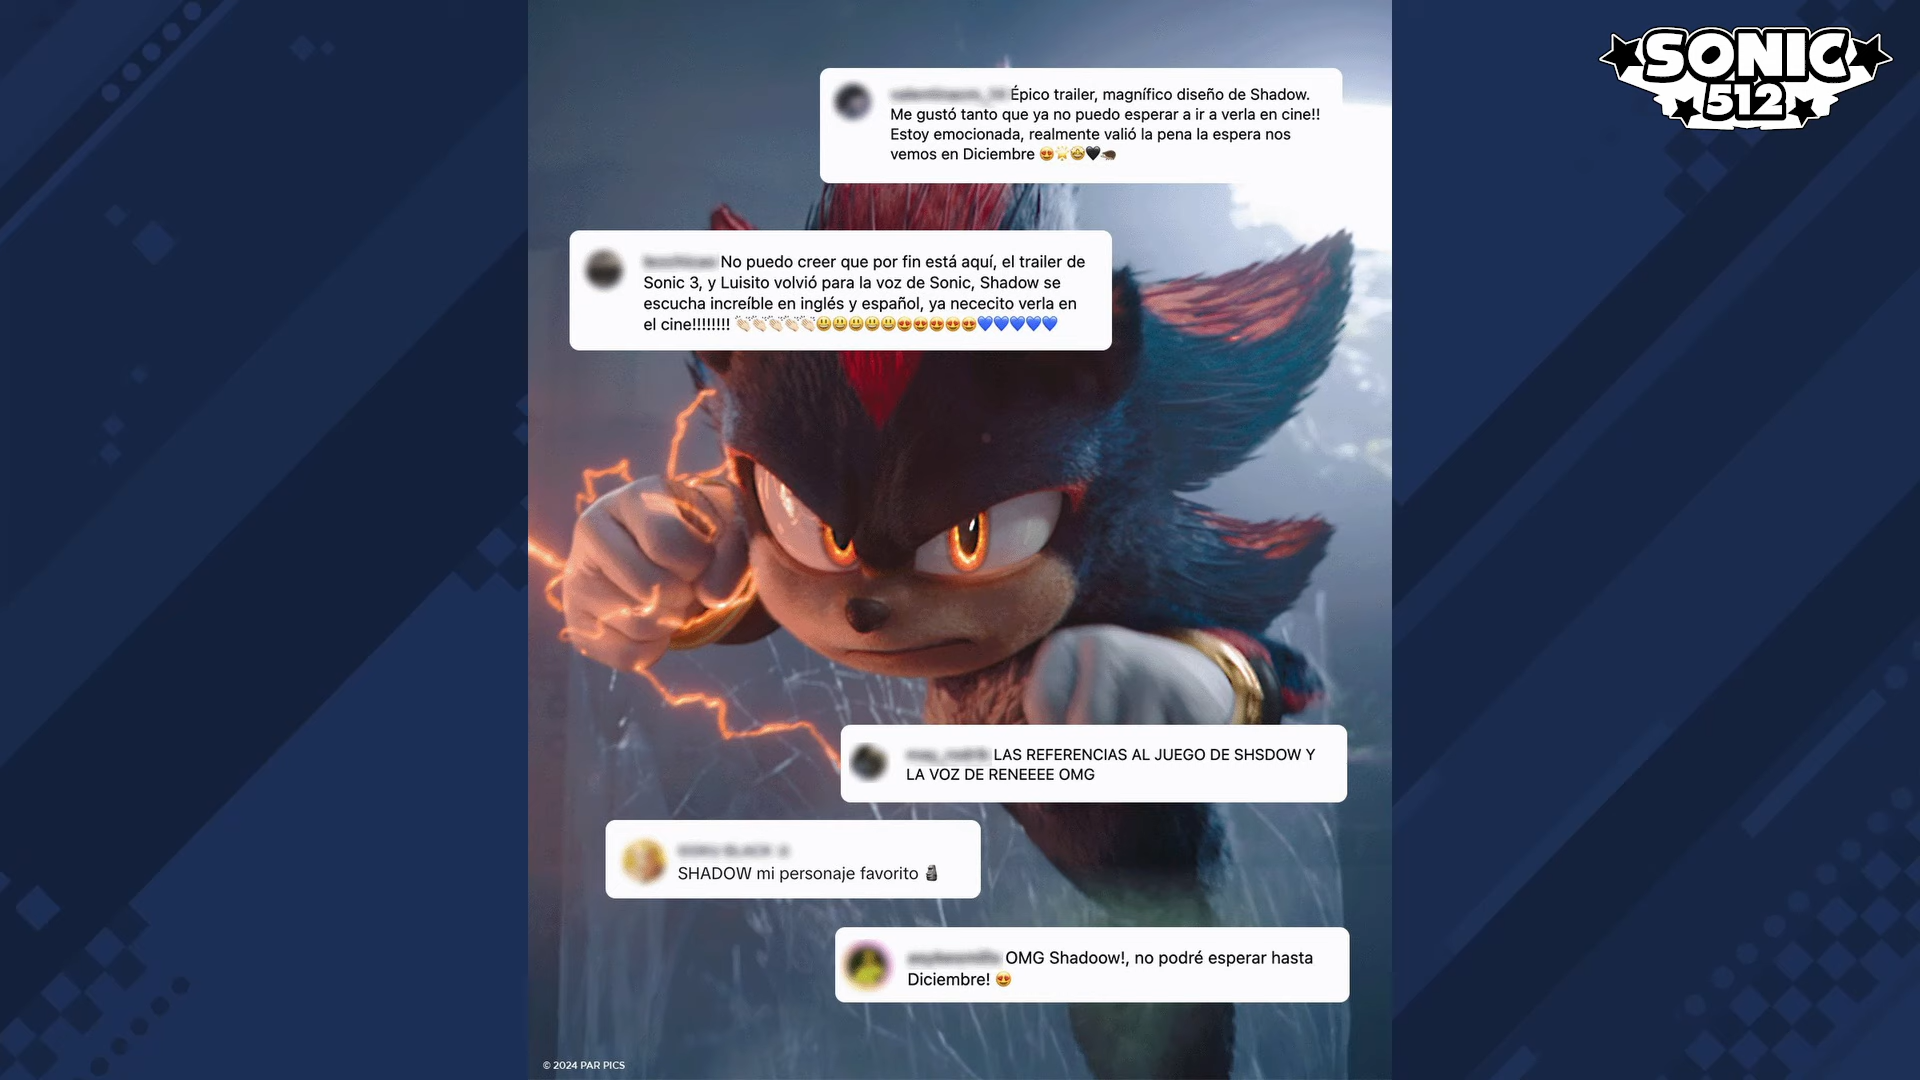 SONIC
512
Épico trailer, magnífico diseño de Shadow.
Me gustó tanto que ya no puedo esperar a ir a verla en cine!!
Estoy emocionada, realmente valió la pena la espera nos
vemos en Diciembre 😍🌟🤩🖤🦔
No puedo creer que por fin está aquí, el trailer de
Sonic 3, y Luisito volvió para la voz de Sonic, Shadow se
escucha increíble en inglés y español, ya nececito verla en
el cine!!!!!!!! 👏🏻👏🏻👏🏻👏🏻👏🏻😃😃😃😃😃😍😍😍😍😍💙💙💙💙💙
LAS REFERENCIAS AL JUEGO DE SHSDOW Y
LA VOZ DE RENEEEE OMG
SHADOW mi personaje favorito 🗿
OMG Shadoow!, no podré esperar hasta
Diciembre! 😍
© 2024 PAR PICS